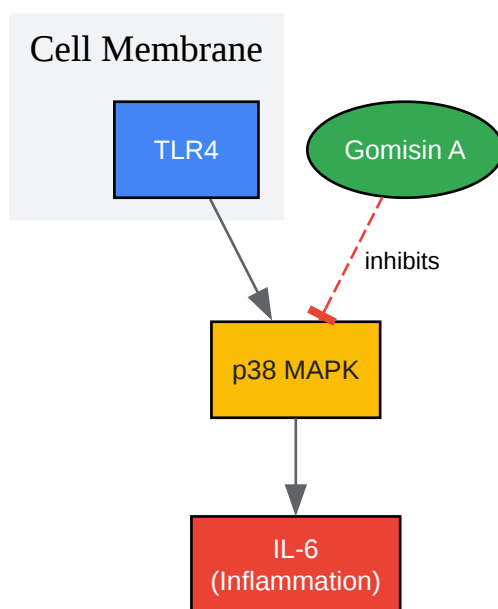 Cell Membrane
TLR4
Gomisin A
inhibits
p38 MAPK
IL-6
(Inflammation)